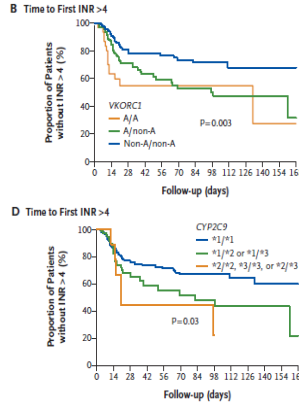 B Time to First INR >4
Proportion of Patients
without INR >4 (%)
100
80
60
40
20
0
VKORC1
A/A
A/non-A
Non-A/non-A
P=0.003
0 14 28 42 56 70 84 98 112 126 140 154
Follow-up (days)
D Time to First INR >4
Proportion of Patients
without INR >4 (%)
100
80
60
40
20
0
CYP2C9
*1/*1
*1/*2 or *1/*3
*2/*2, *3/*3, or *2/*3
P=0.03
0 14 28 42 56 70 84 98 112 130 144 154
Follow-up (days)